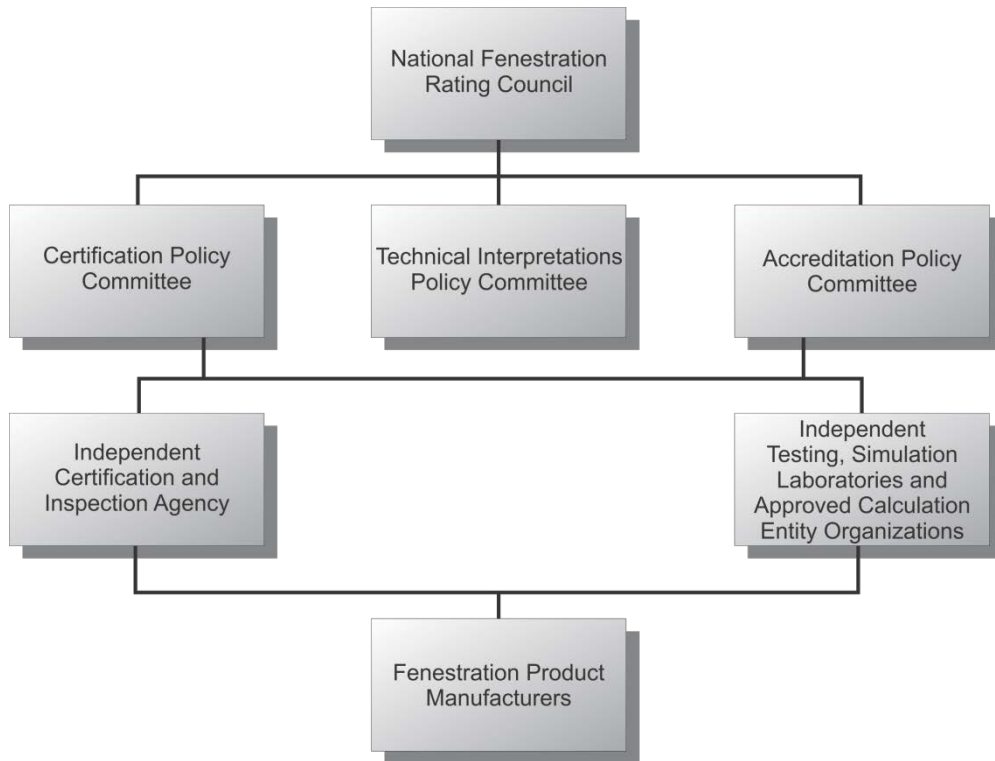 National Fenestration
Rating Council
Certification Policy
Committee
Technical Interpretations
Policy Committee
Accreditation Policy
Committee
Independent
Certification and
Inspection Agency
Independent
Testing, Simulation
Laboratories and
Approved Calculation
Entity Organizations
Fenestration Product
Manufacturers